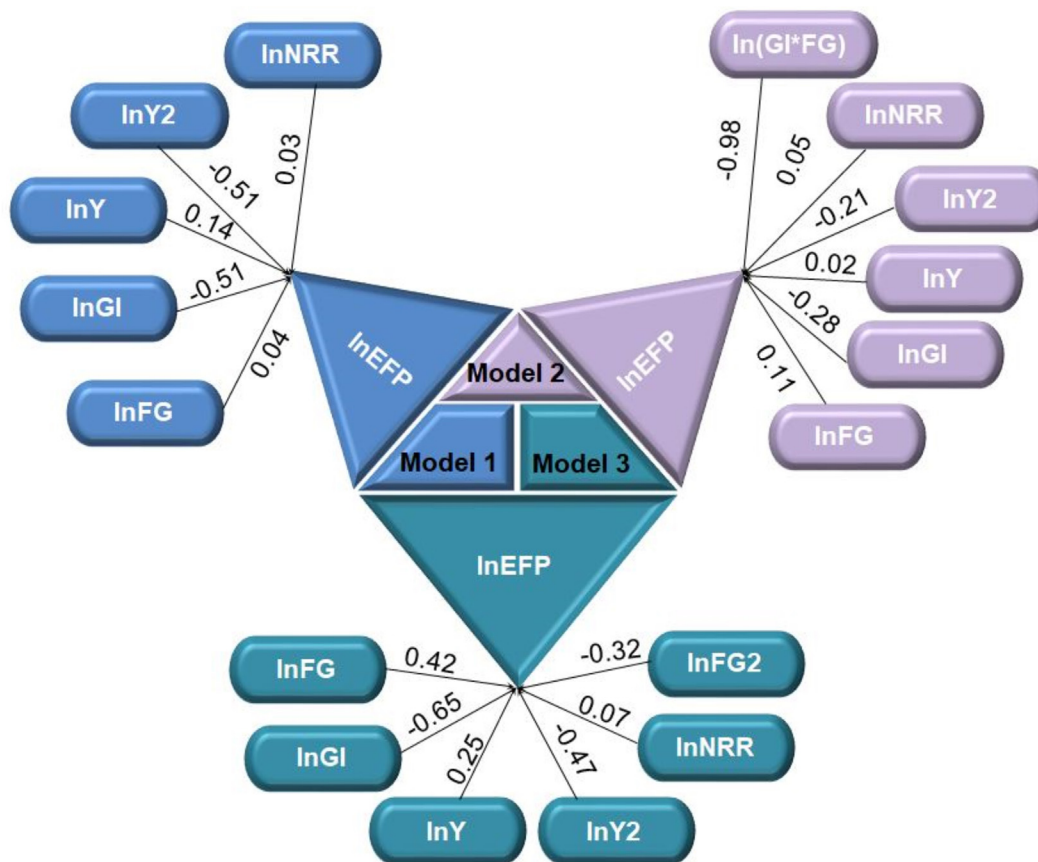 lnNRR
lnY2
lnY
lnGI
lnFG
0.03
-0.51
0.14
-0.51
0.04
lnEFP
ln(GI*FG)
lnNRR
lnY2
lnY
lnGI
lnFG
-0.98
0.05
-0.21
0.02
-0.28
0.11
lnEFP
Model 2
Model 1
Model 3
lnEFP
lnFG
lnGI
lnY
lnY2
lnNRR
lnFG2
0.42
-0.65
0.25
-0.47
0.07
-0.32